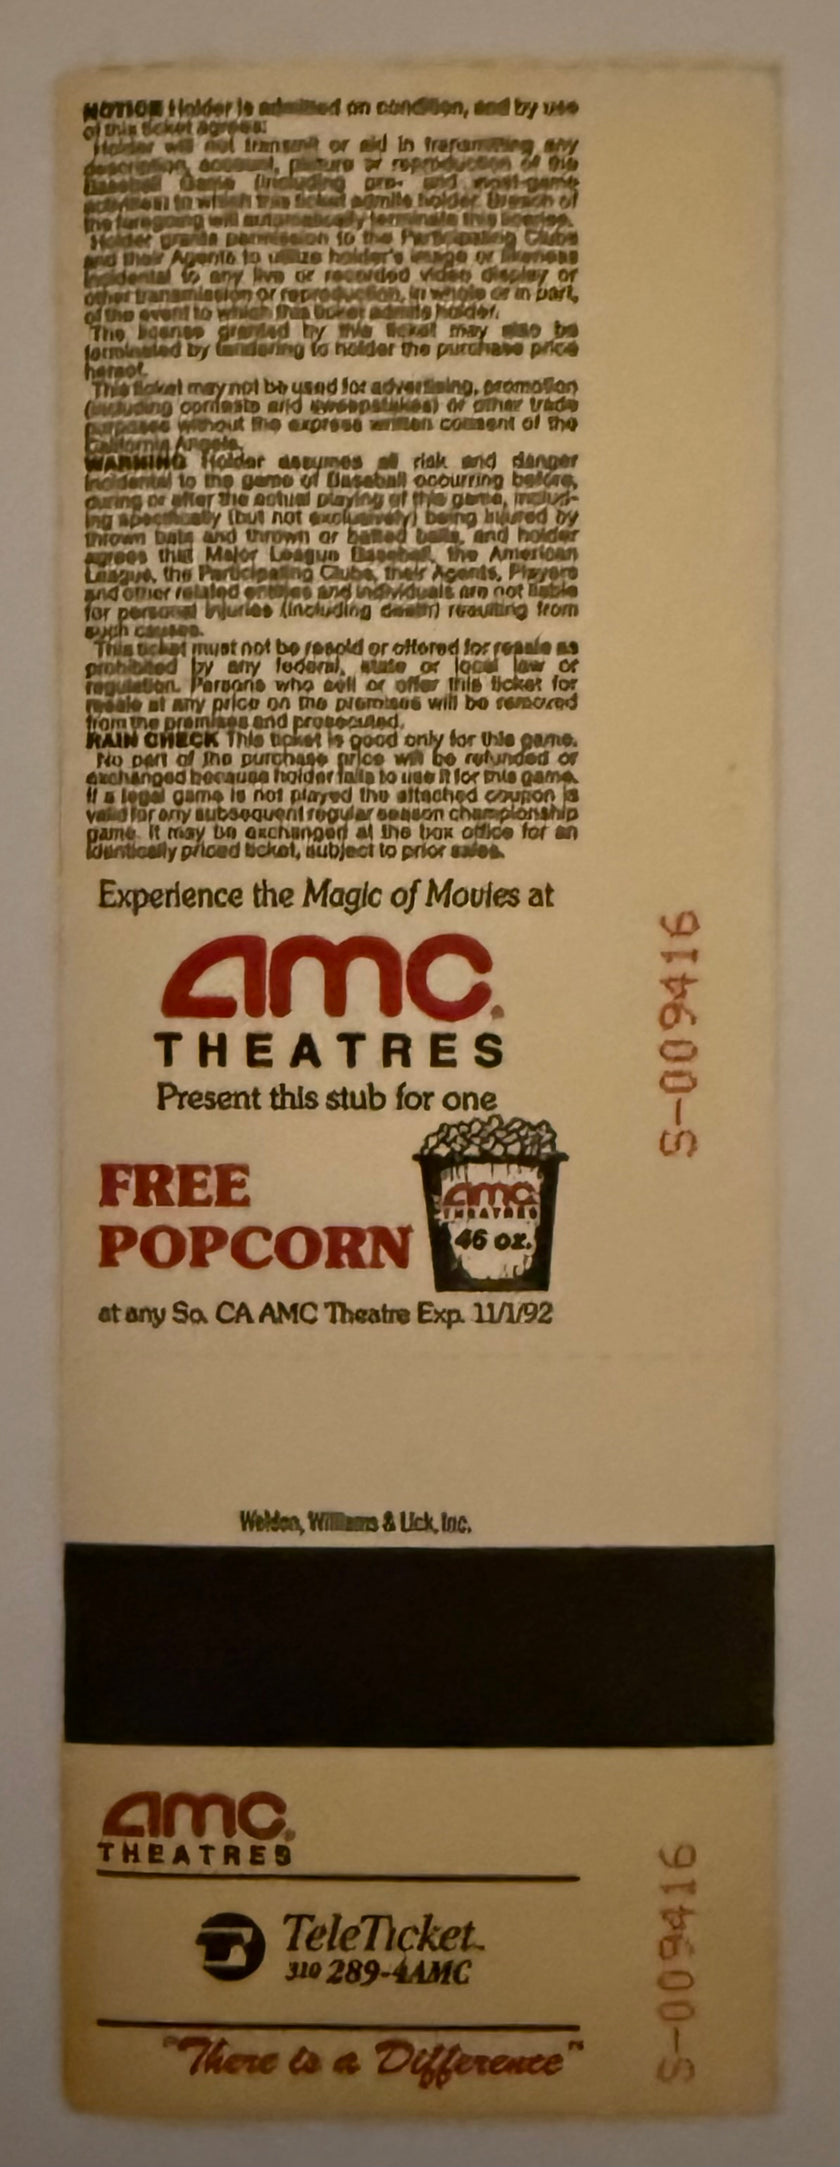 NOTICE Holder is admitted on condition, and by use
of this ticket agrees:
Holder will not transmit or aid in transmitting any
description, account, picture or reproduction of the
Baseball Game (including pre- and post-game
activities) to which this ticket admits holder. Breach of
the foregoing will automatically terminate this license.
Holder grants permission to the Participating Clubs
and their Agents to utilize holder's image or likeness
incidental to any live or recorded video display or
other transmission or reproduction, in whole or in part,
of the event to which this ticket admits holder.
The license granted by this ticket may also be
terminated by tendering to holder the purchase price
hereof.
This ticket may not be used for advertising, promotion
(including contests and sweepstakes) or other trade
purposes without the express written consent of the
California Angels.
WARNING Holder assumes all risk and danger
incidental to the game of Baseball occurring before,
during or after the actual playing of this game, includ-
ing specifically (but not exclusively) being injured by
thrown bats and thrown or batted balls, and holder
agrees that Major League Baseball, the American
League, the Participating Clubs, their Agents, Players
and other related entities and individuals are not liable
for personal injuries (including death) resulting from
such causes.
This ticket must not be resold or offered for resale as
prohibited by any federal, state or local law or
regulation. Persons who sell or offer this ticket for
resale at any price on the premises will be removed
from the premises and prosecuted.
RAIN CHECK This ticket is good only for this game.
No part of the purchase price will be refunded or
exchanged because holder fails to use it for this game.
If a legal game is not played the attached coupon is
valid for any subsequent regular season championship
game. It may be exchanged at the box office for an
identically priced ticket, subject to prior sales.
Experience the Magic of Movies at
amc
THEATRES
Present this stub for one
FREE
POPCORN
amc
THEATRES
46 oz.
at any So. CA AMC Theatre Exp. 11/1/92
S-009416
Weldon, Williams & Lick, Inc.
amc
THEATRES
TeleTicket
310 289-4AMC
"There is a Difference"™
S-009416